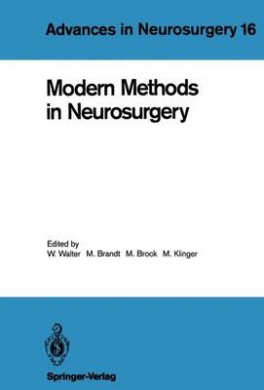 Advances in Neurosurgery 16
Modern Methods
in Neurosurgery
Edited by
W. Walter M. Brandt M. Brock M. Klinger
Springer-Verlag